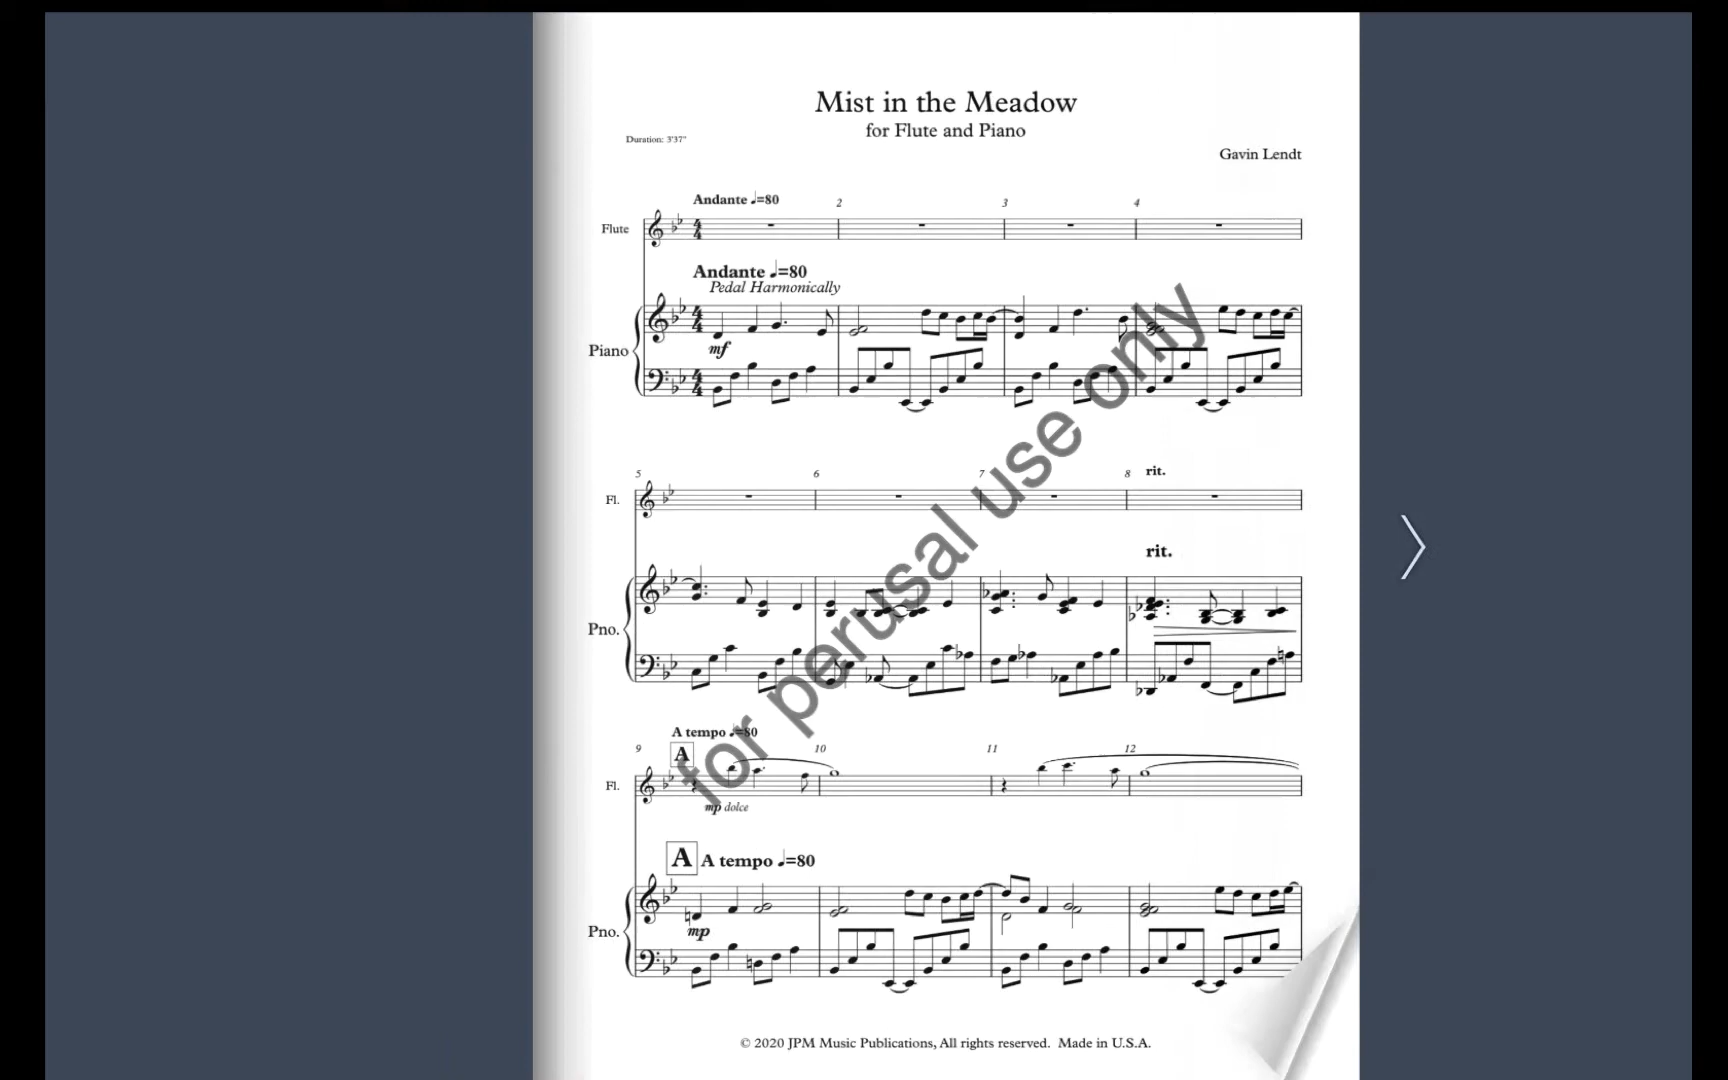 Mist in the Meadow
for Flute and Piano
Duration: 3'37"
Gavin Lendt
Andante ♩=80
2
3
4
Flute
Andante ♩=80
Pedal Harmonically
Piano
mf
for perusal use only
5
6
7
8
rit.
Fl.
rit.
Pno.
A tempo ♩=80
9
A
10
11
12
Fl.
mp dolce
A
A tempo ♩=80
Pno.
mp
© 2020 JPM Music Publications, All rights reserved. Made in U.S.A.